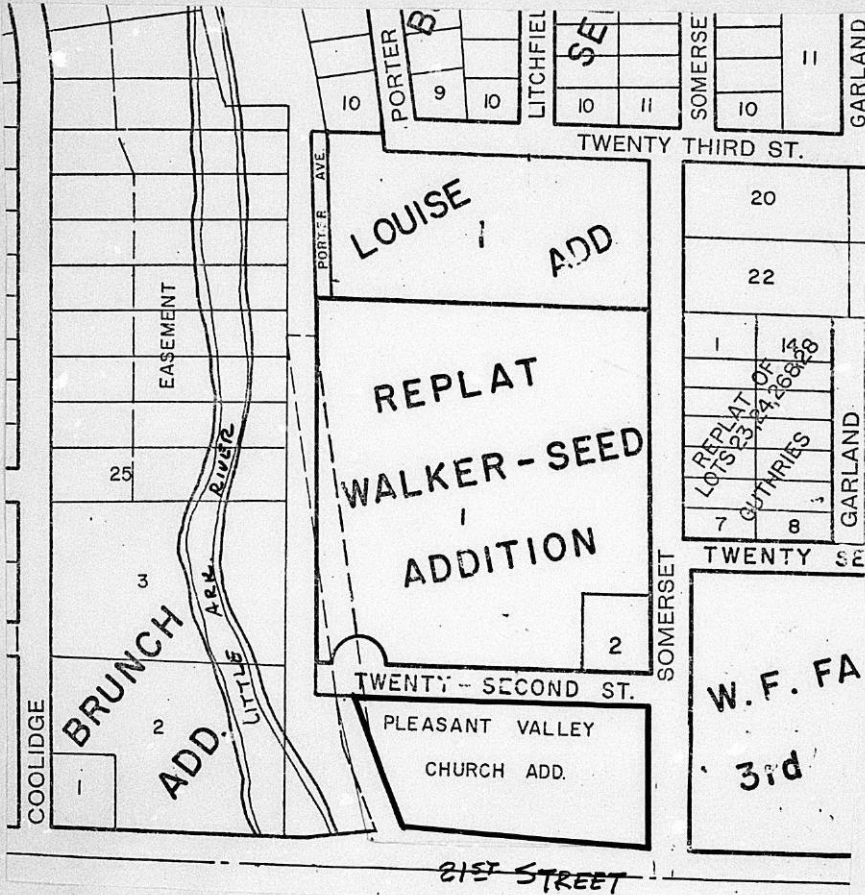 PORTER
LITCHFIEL
SOMERSE
GARLAND
10
9
10
10
11
10
11
TWENTY THIRD ST.
PORTER AVE.
LOUISE
1
ADD
20
22
EASEMENT
REPLAT
WALKER-SEED
1
ADDITION
2
1
14
REPLAT OF
LOTS 23,24,26&28
GUTHRIES
7
8
GARLAND
25
RIVER
ARK.
LITTLE
3
BRUNCH
ADD.
2
1
COOLIDGE
SOMERSET
TWENTY SE
TWENTY-SECOND ST.
PLEASANT VALLEY
CHURCH ADD.
W. F. FA
3rd
21ST STREET